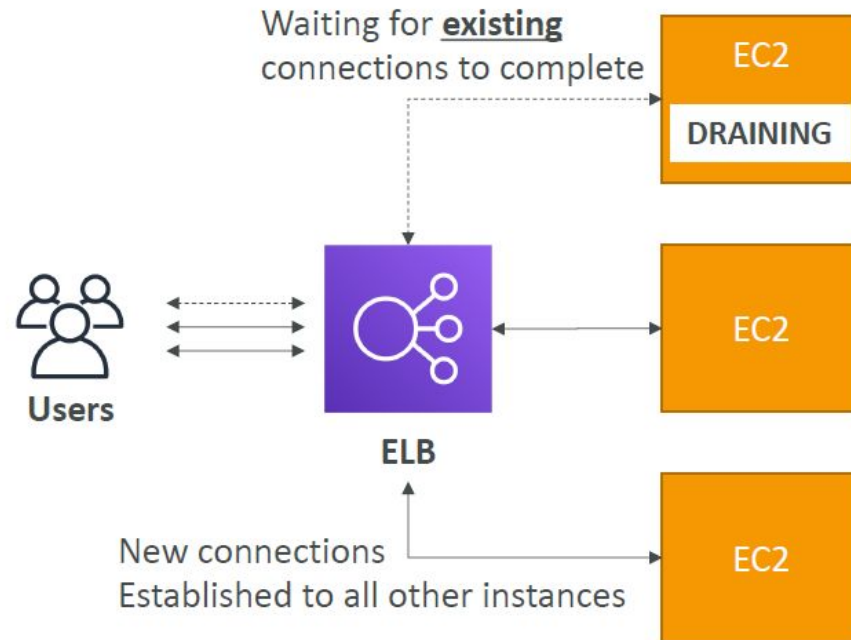 Waiting for existing
connections to complete
EC2
DRAINING
Users
ELB
EC2
New connections
Established to all other instances
EC2